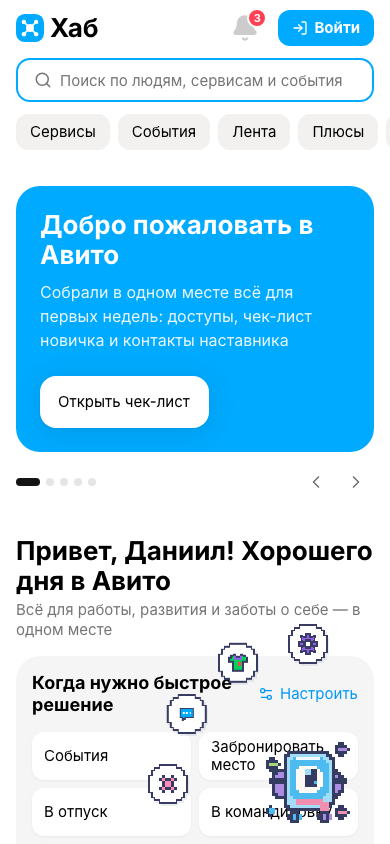 Хаб
3
Войти
Поиск по людям, сервисам и события
Сервисы
События
Лента
Плюсы
Добро пожаловать в
Авито
Собрали в одном месте всё для
первых недель: доступы, чек-лист
новичка и контакты наставника
Открыть чек-лист
Привет, Даниил! Хорошего
дня в Авито
Всё для работы, развития и заботы о себе — в
одном месте
Когда нужно быстрое
решение
Настроить
События
Забронировать
место
В отпуск
В командировку